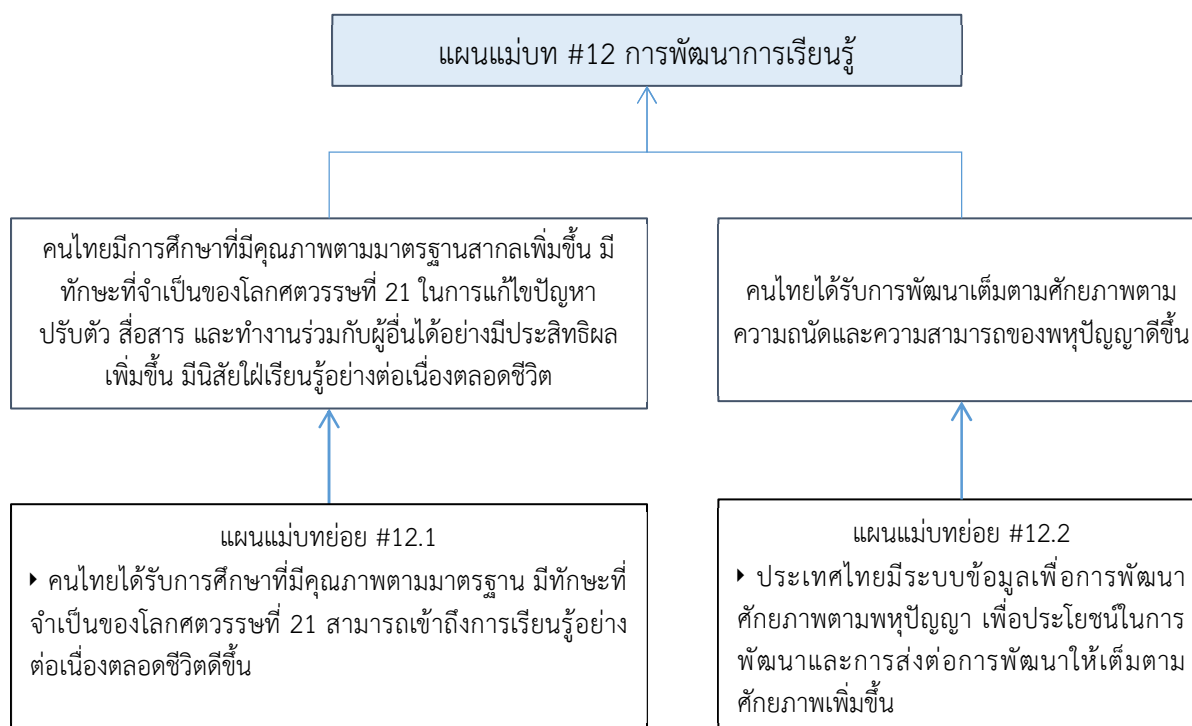 แผนแม่บท #12 การพัฒนาการเรียนรู้
คนไทยมีการศึกษาที่มีคุณภาพตามมาตรฐานสากลเพิ่มขึ้น มี
ทักษะที่จำเป็นของโลกศตวรรษที่ 21 ในการแก้ไขปัญหา
ปรับตัว สื่อสาร และทำงานร่วมกับผู้อื่นได้อย่างมีประสิทธิผล
เพิ่มขึ้น มีนิสัยใฝ่เรียนรู้อย่างต่อเนื่องตลอดชีวิต
คนไทยได้รับการพัฒนาเต็มตามศักยภาพตาม
ความถนัดและความสามารถของพหุปัญญาดีขึ้น
แผนแม่บทย่อย #12.1
‣ คนไทยได้รับการศึกษาที่มีคุณภาพตามมาตรฐาน มีทักษะที่
จำเป็นของโลกศตวรรษที่ 21 สามารถเข้าถึงการเรียนรู้อย่าง
ต่อเนื่องตลอดชีวิตดีขึ้น
แผนแม่บทย่อย #12.2
‣ ประเทศไทยมีระบบข้อมูลเพื่อการพัฒนา
ศักยภาพตามพหุปัญญา เพื่อประโยชน์ในการ
พัฒนาและการส่งต่อการพัฒนาให้เต็มตาม
ศักยภาพเพิ่มขึ้น